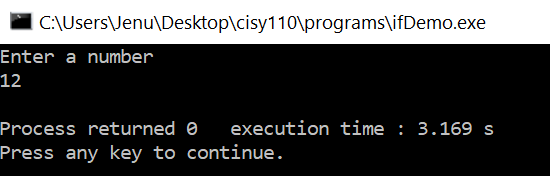 C:\Users\Jenu\Desktop\cisy110\programs\ifDemo.exe
Enter a number
12
Process returned 0   execution time : 3.169 s
Press any key to continue.